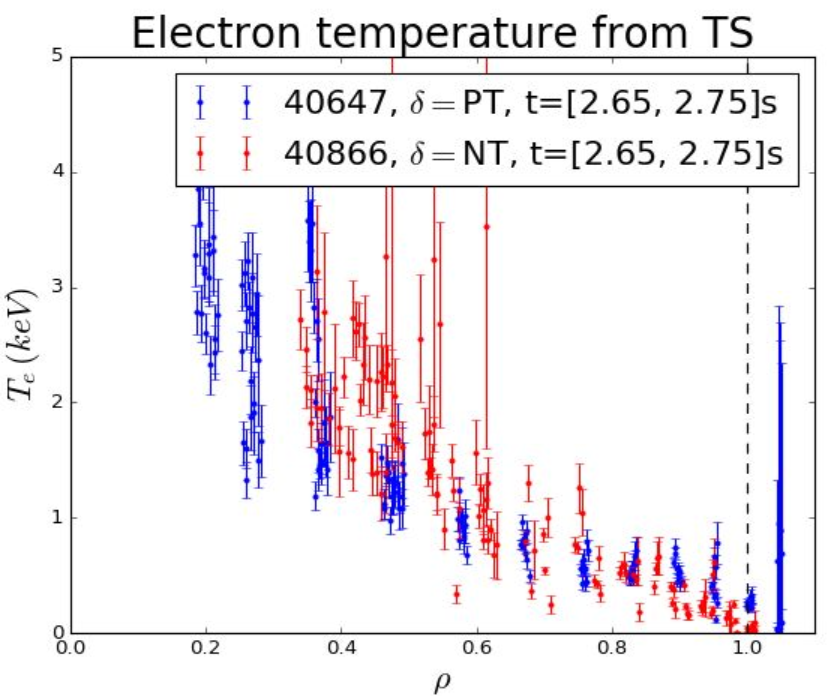 Electron temperature from TS
40647, δ = PT, t=[2.65, 2.75]s
40866, δ = NT, t=[2.65, 2.75]s
5
4
3
2
1
0
T_e (keV)
0.0 0.2 0.4 0.6 0.8 1.0
ρ